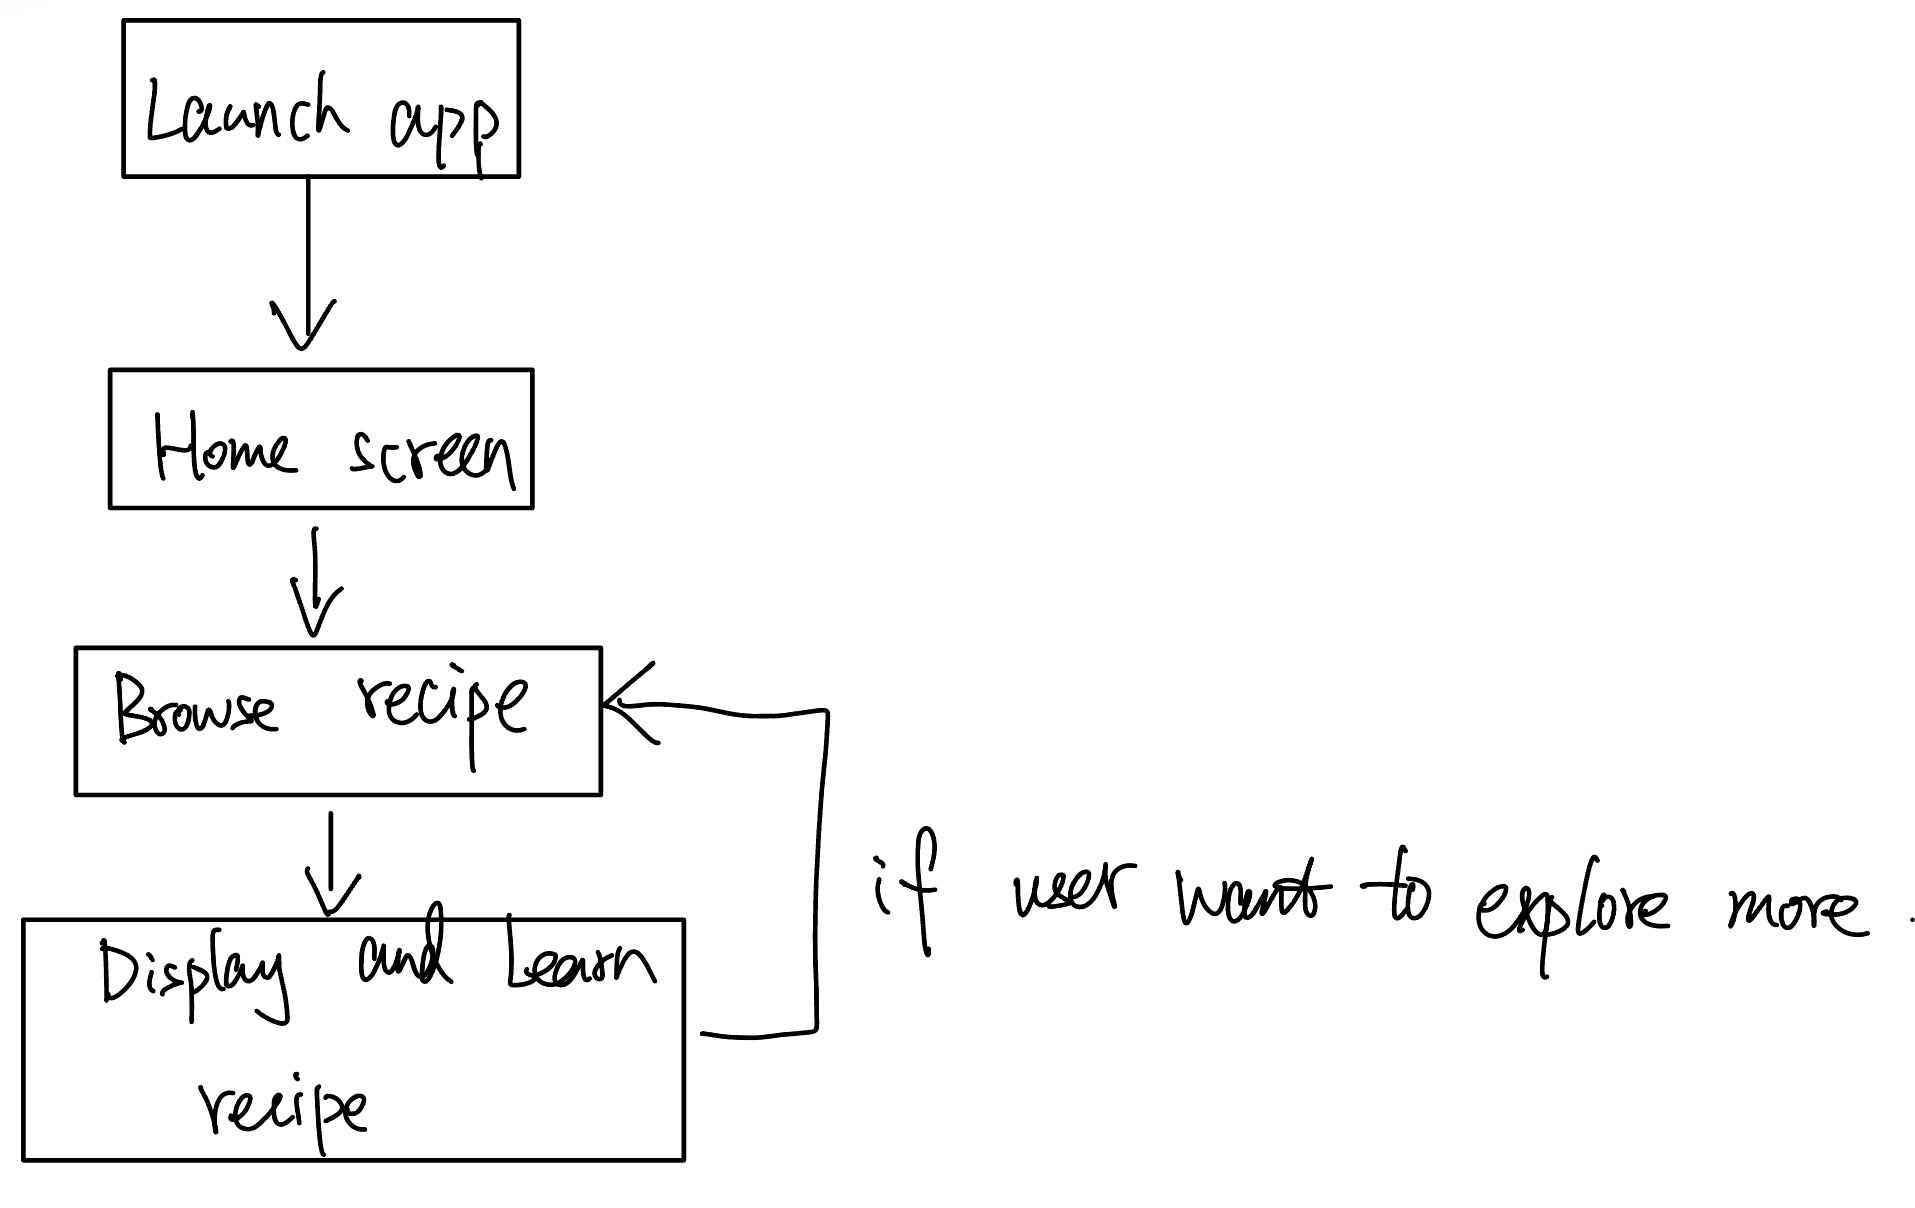 Launch app
Home screen
Browse recipe
if user want to explore more.
Display and Learn
recipe